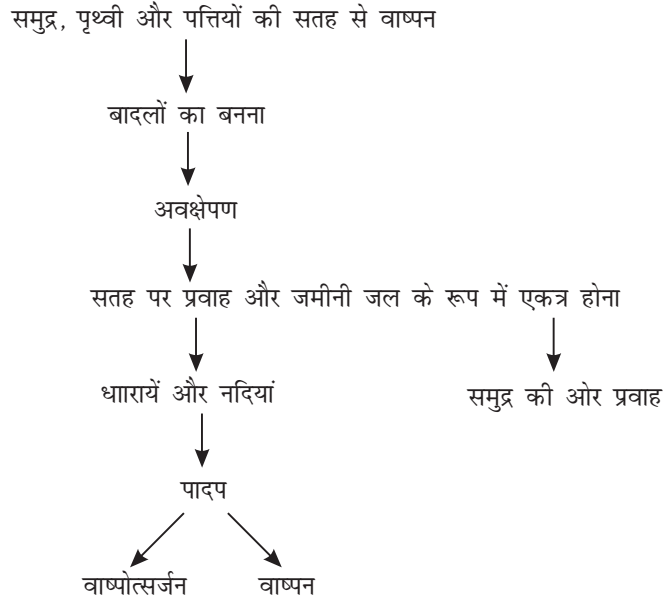 समुद्र, पृथ्वी और पत्तियों की सतह से वाष्पन
बादलों का बनना
अवक्षेपण
सतह पर प्रवाह और जमीनी जल के रूप में एकत्र होना
धाारायें और नदियां
समुद्र की ओर प्रवाह
पादप
वाष्पोत्सर्जन
वाष्पन